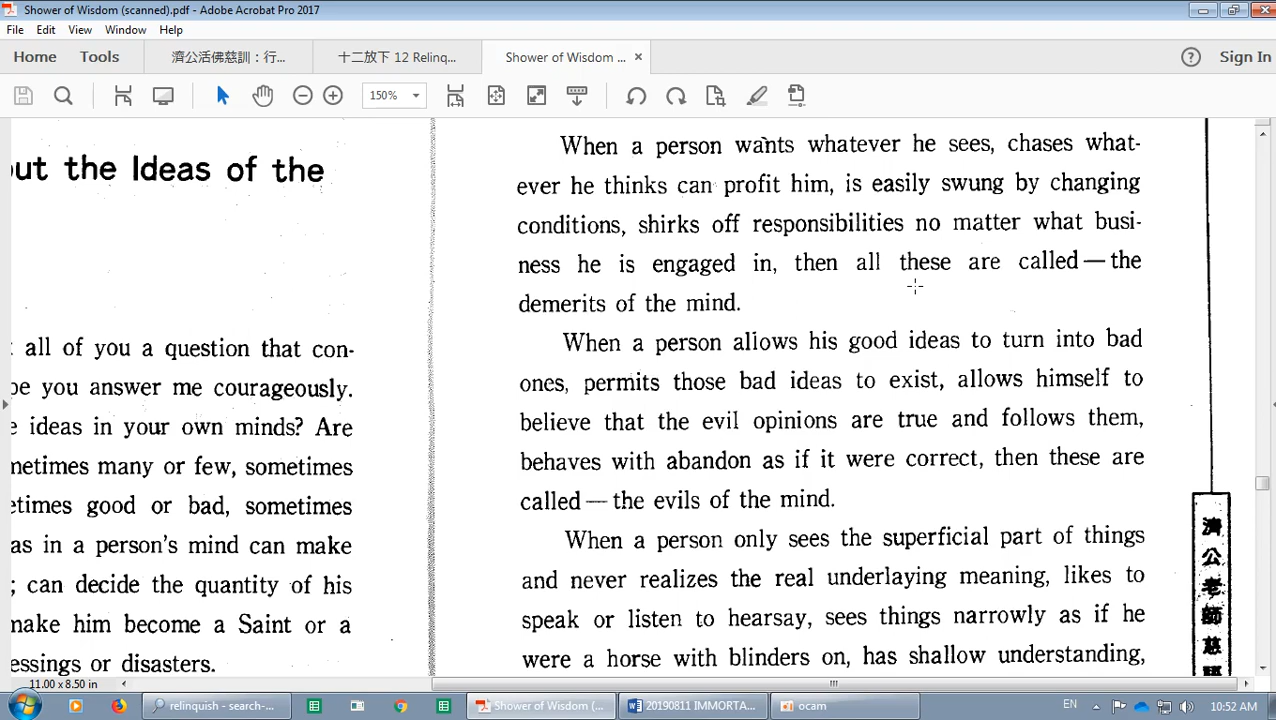 Shower of Wisdom (scanned).pdf - Adobe Acrobat Pro 2017
File Edit View Window Help
Home Tools 濟公活佛慈訓：行... 十二放下 12 Relinq... Shower of Wisdom ... × Sign In
150%
out the Ideas of the
all of you a question that con-
be you answer me courageously.
e ideas in your own minds? Are
metimes many or few, sometimes
etimes good or bad, sometimes
as in a person's mind can make
; can decide the quantity of his
make him become a Saint or a
essings or disasters.
When a person wants whatever he sees, chases what-
ever he thinks can profit him, is easily swung by changing
conditions, shirks off responsibilities no matter what busi-
ness he is engaged in, then all these are called—the
demerits of the mind.
When a person allows his good ideas to turn into bad
ones, permits those bad ideas to exist, allows himself to
believe that the evil opinions are true and follows them,
behaves with abandon as if it were correct, then these are
called—the evils of the mind.
When a person only sees the superficial part of things
and never realizes the real underlaying meaning, likes to
speak or listen to hearsay, sees things narrowly as if he
were a horse with blinders on, has shallow understanding,
濟公老師慈
11.00 x 8.50 in
relinquish - search-... Shower of Wisdom (... 20190811 IMMORTA... ocam EN 10:52 AM